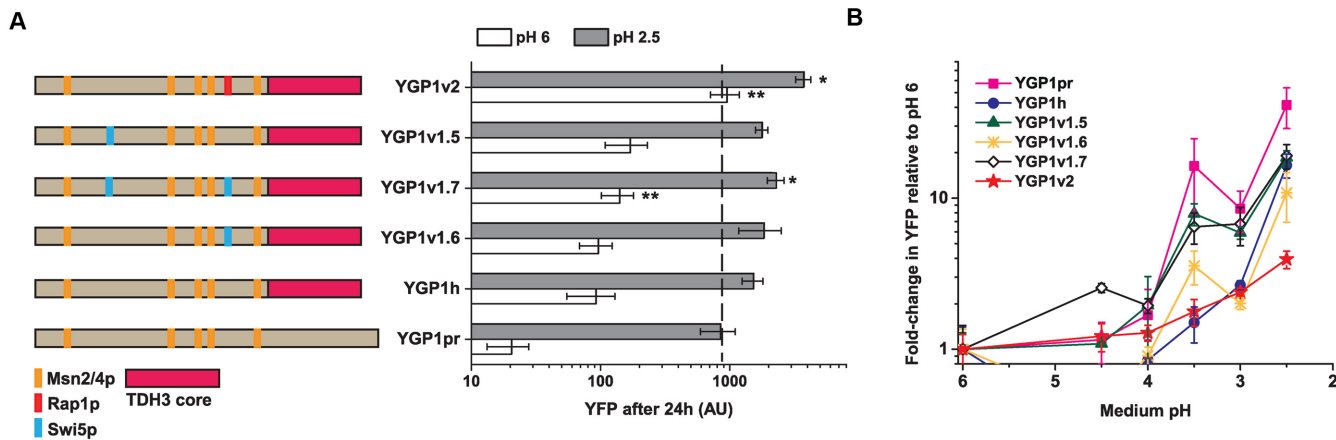 A
pH 6 pH 2.5
YGP1v2
*
**
YGP1v1.5
YGP1v1.7
*
**
YGP1v1.6
YGP1h
YGP1pr
10 100 1000
YFP after 24h (AU)
Msn2/4p
TDH3 core
Rap1p
Swi5p
B
Fold-change in YFP relative to pH 6
YGP1pr
YGP1h
YGP1v1.5
YGP1v1.6
YGP1v1.7
YGP1v2
10
1
6 5 4 3 2
Medium pH